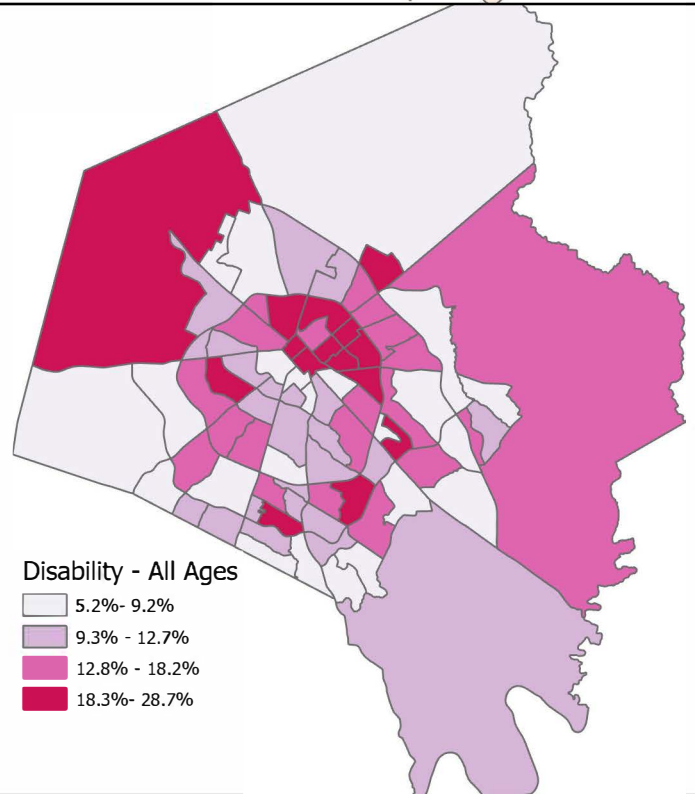 Disability - All Ages
5.2%- 9.2%
9.3% - 12.7%
12.8% - 18.2%
18.3%- 28.7%